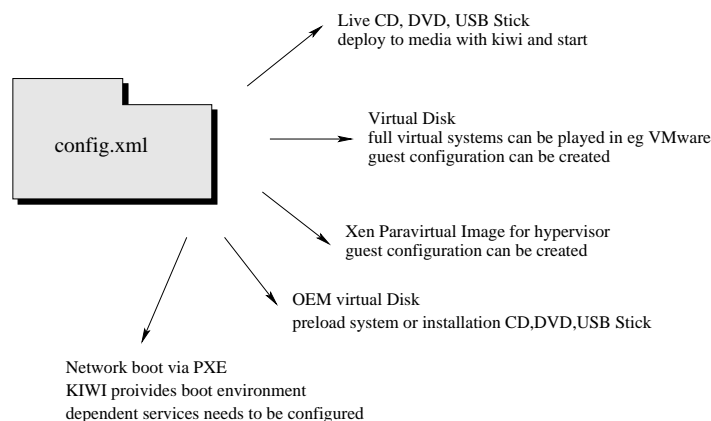 Live CD, DVD, USB Stick
deploy to media with kiwi and start
config.xml
Virtual Disk
full virtual systems can be played in eg VMware
guest configuration can be created
Xen Paravirtual Image for hypervisor
guest configuration can be created
OEM virtual Disk
preload system or installation CD,DVD,USB Stick
Network boot via PXE
KIWI proivides boot environment
dependent services needs to be configured